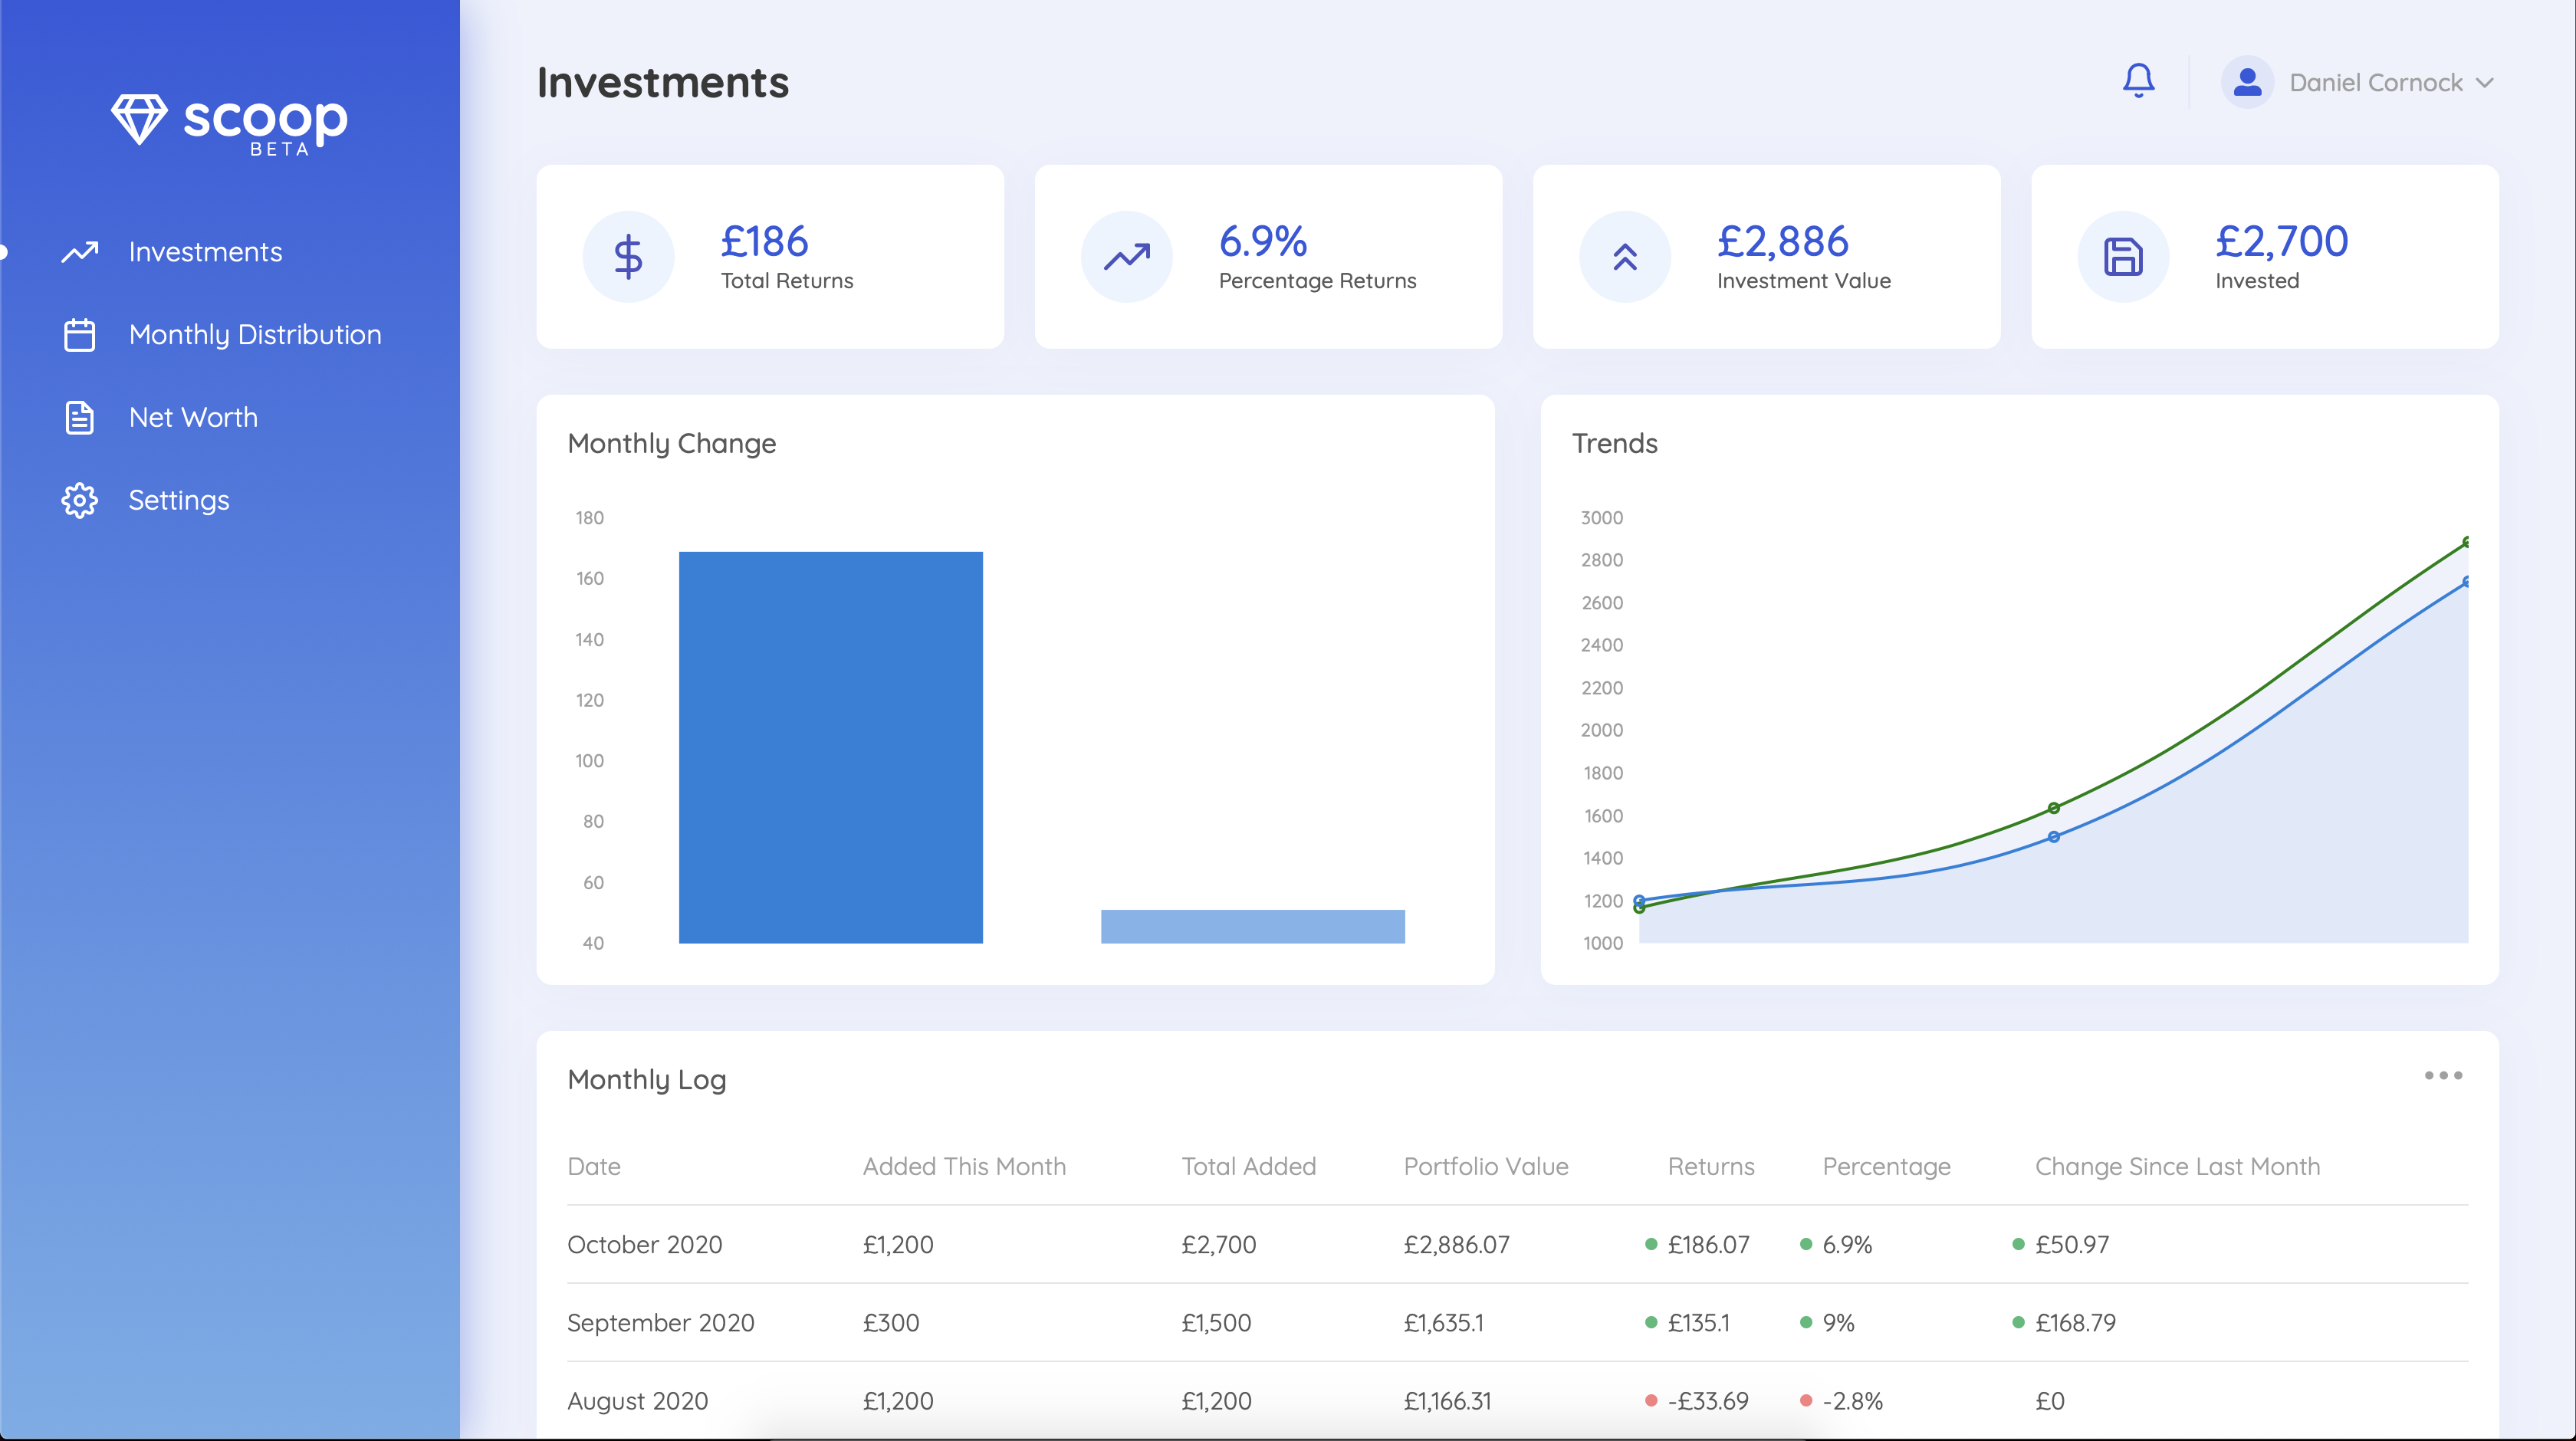 scoop
BETA
Investments
Monthly Distribution
Net Worth
Settings
Investments
Daniel Cornock
£186
Total Returns
6.9%
Percentage Returns
£2,886
Investment Value
£2,700
Invested
Monthly Change
180
160
140
120
100
80
60
40
Trends
3000
2800
2600
2400
2200
2000
1800
1600
1400
1200
1000
Monthly Log
Date Added This Month Total Added Portfolio Value Returns Percentage Change Since Last Month
October 2020 £1,200 £2,700 £2,886.07 £186.07 6.9% £50.97
September 2020 £300 £1,500 £1,635.1 £135.1 9% £168.79
August 2020 £1,200 £1,200 £1,166.31 -£33.69 -2.8% £0